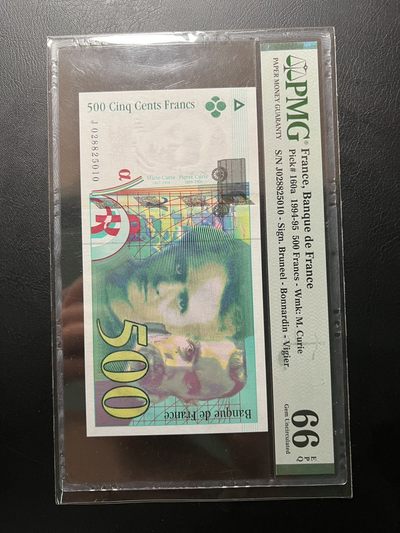 PMG®
PAPER MONEY GUARANTY
France, Banque de France
Pick# 160a 1994-95 500 Francs - Wmk: M. Curie
S/N J028825010 - Sign. Bruneel - Bonnardin - Vigier
66 EPQ
Gem Uncirculated
500 Cinq Cents Francs
J 028825010
Marie Curie Pierre Curie
500
Banque de France